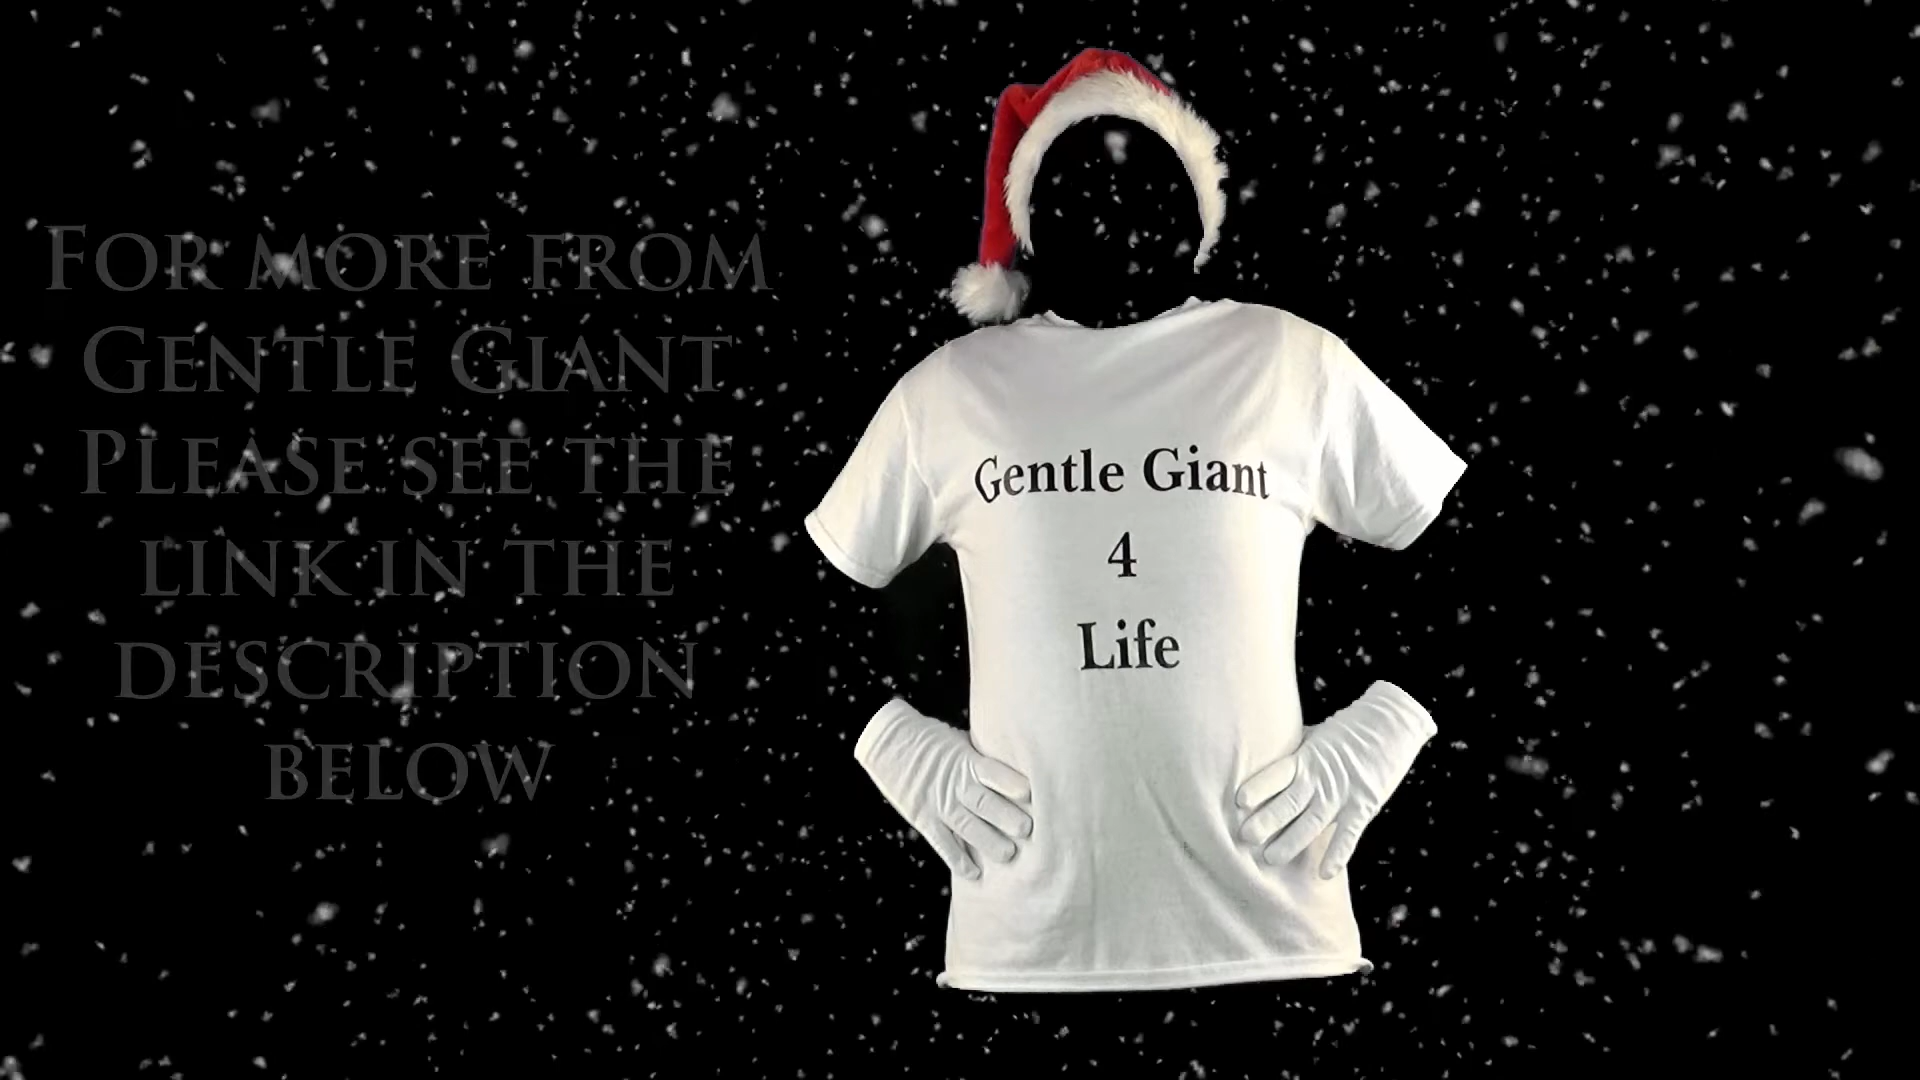 For more from
Gentle Giant
Please see the
link in the
description
below
Gentle Giant
4
Life